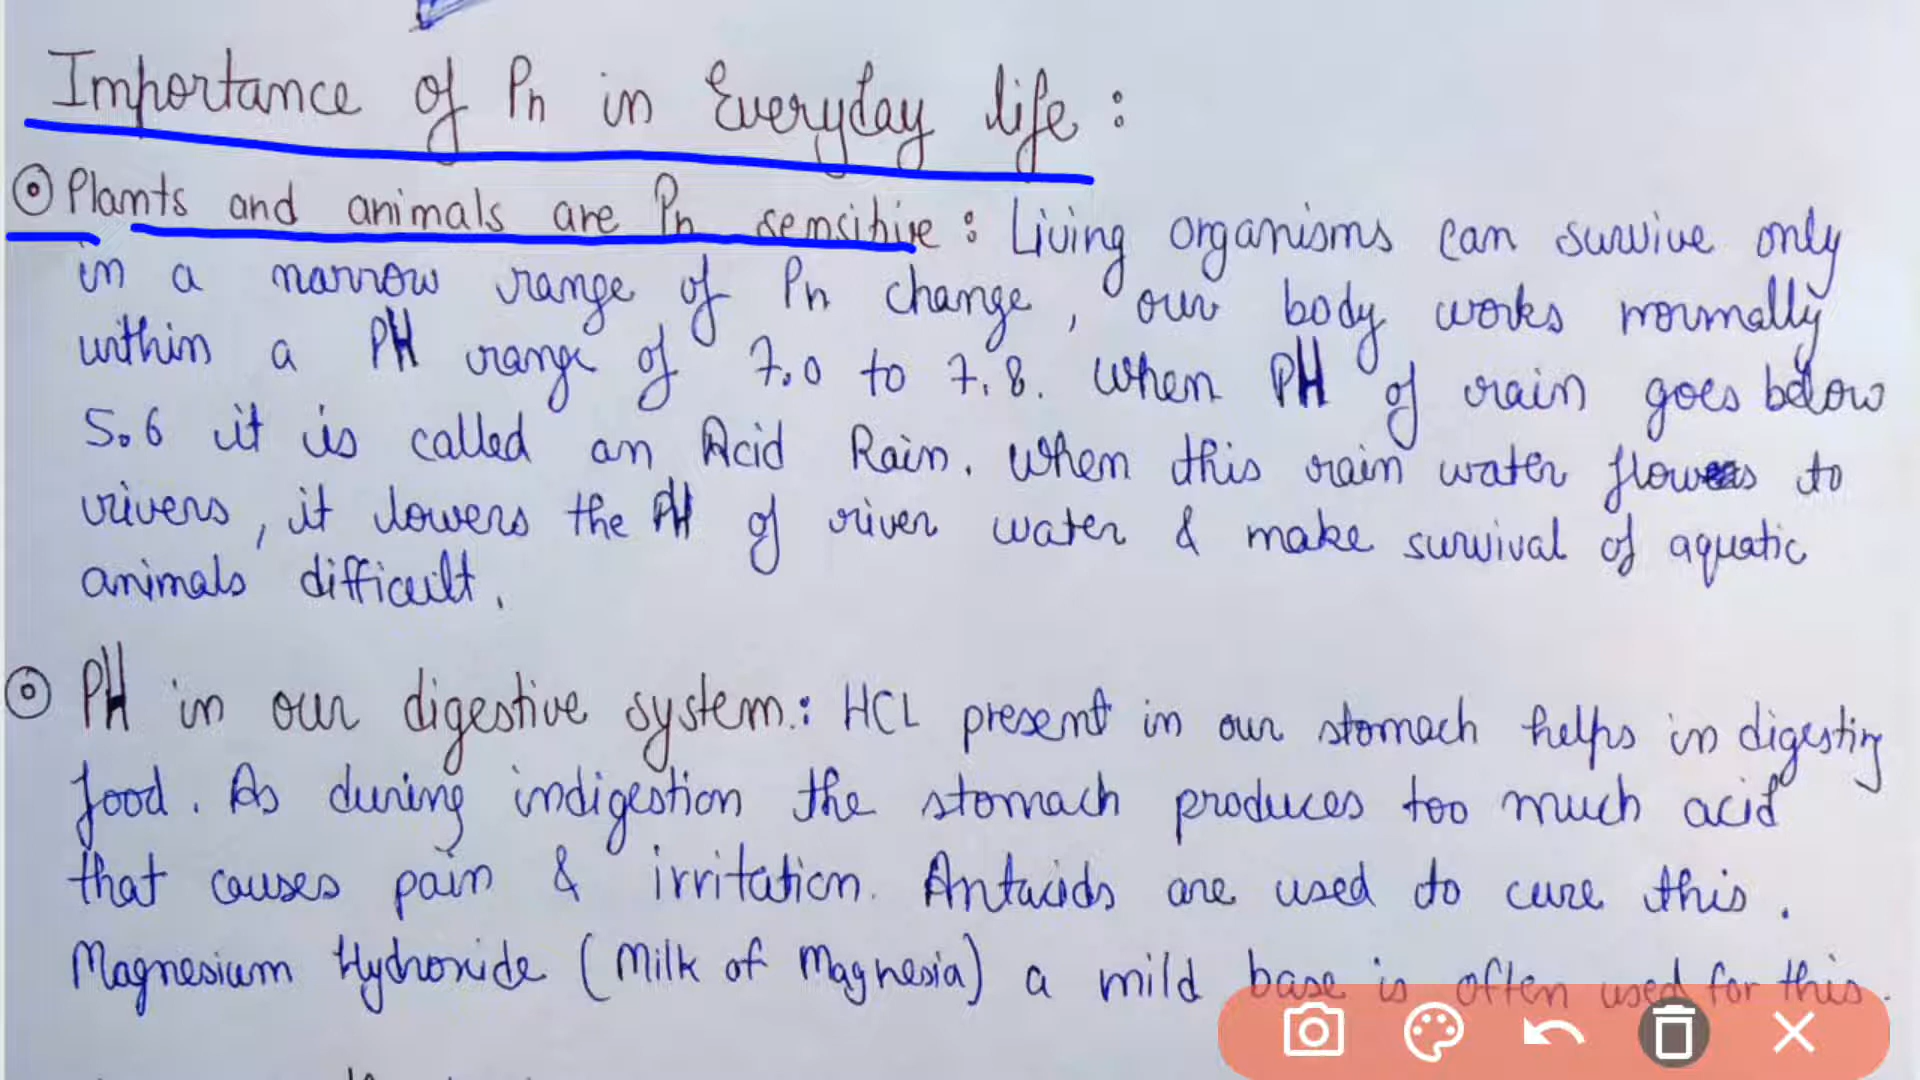 Importance of Pn in Everyday life :
Plants and animals are Pn sensitive : Living organisms can survive only
in a narrow range of Pn change, our body works normally
within a PH range of 7.0 to 7.8. When PH of rain goes below
5.6 it is called an Acid Rain. When this rain water flows to
rivers, it lowers the PH of river water & make survival of aquatic
animals difficult.
PH in our digestive system.: HCL present in our stomach helps in digesting
food. As during indigestion the stomach produces too much acid
that causes pain & irritation. Antacids are used to cure this.
Magnesium Hydroxide (Milk of Magnesia) a mild base is often used for this.